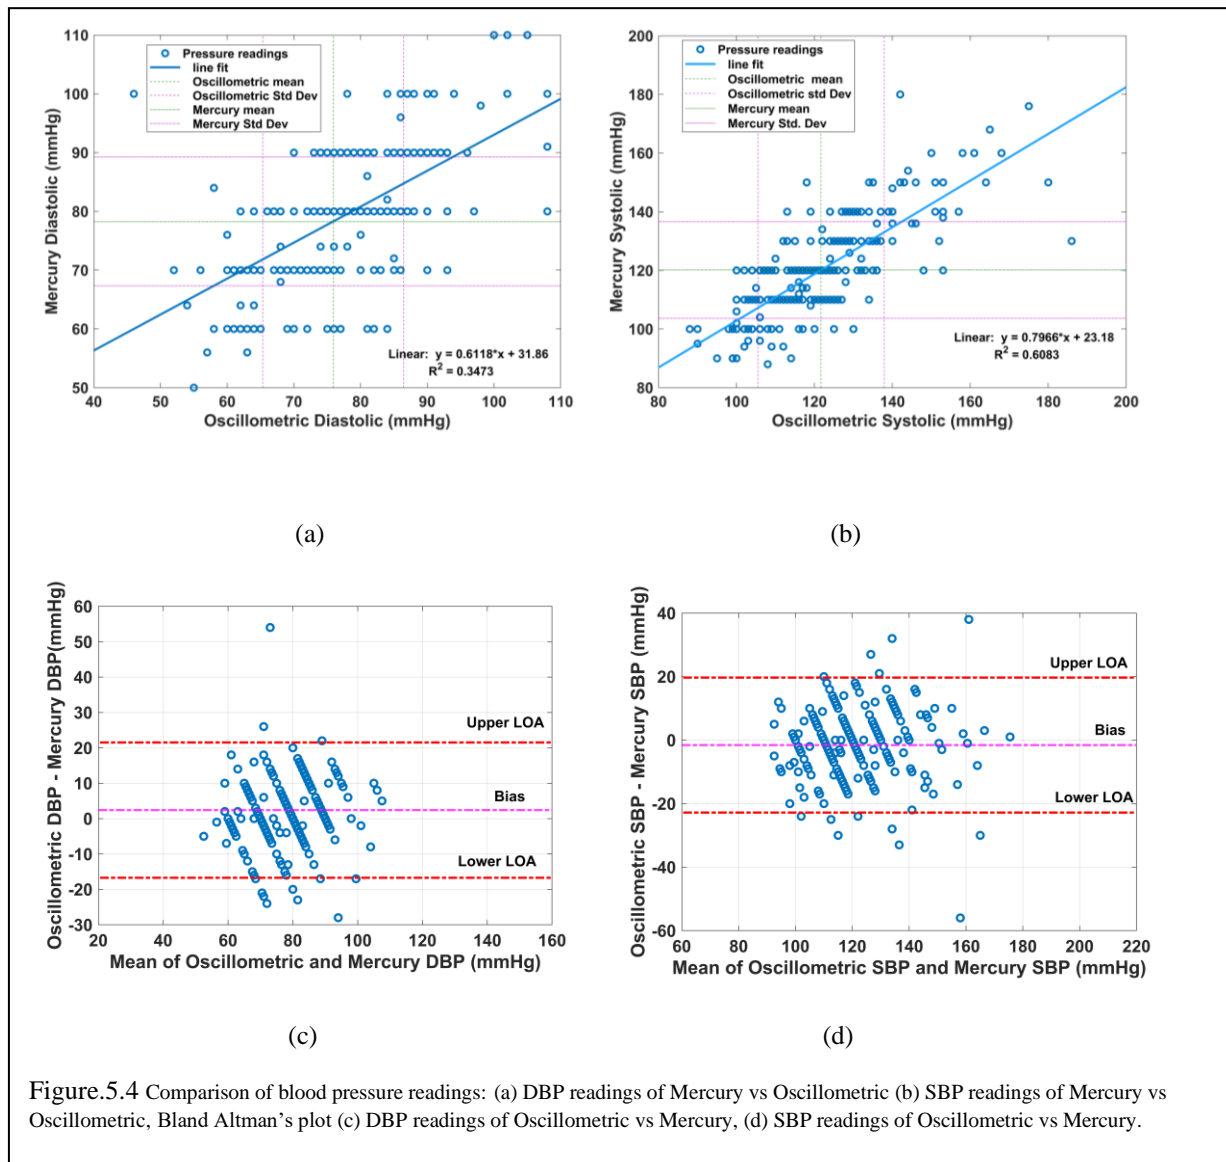 110
100
90
80
70
60
50
40 50 60 70 80 90 100 110
Mercury Diastolic (mmHg)
Oscillometric Diastolic (mmHg)
Pressure readings
line fit
Oscillometric mean
Oscillometric Std Dev
Mercury mean
Mercury Std Dev
Linear: y = 0.6118*x + 31.86
R² = 0.3473
200
180
160
140
120
100
80
80 100 120 140 160 180 200
Mercury Systolic (mmHg)
Oscillometric Systolic (mmHg)
Pressure readings
line fit
Oscillometric mean
Oscillometric std Dev
Mercury mean
Mercury Std. Dev
Linear: y = 0.7966*x + 23.18
R² = 0.6083
(a)
(b)
60
50
40
30
20
10
0
-10
-20
-30
20 40 60 80 100 120 140 160
Oscillometric DBP - Mercury DBP(mmHg)
Mean of Oscillometric and Mercury DBP (mmHg)
Upper LOA
Bias
Lower LOA
40
20
0
-20
-40
-60
60 80 100 120 140 160 180 200 220
Oscillometric SBP - Mercury SBP (mmHg)
Mean of Oscillometric SBP and Mercury SBP (mmHg)
Upper LOA
Bias
Lower LOA
(c)
(d)
Figure.5.4 Comparison of blood pressure readings: (a) DBP readings of Mercury vs Oscillometric (b) SBP readings of Mercury vs
Oscillometric, Bland Altman’s plot (c) DBP readings of Oscillometric vs Mercury, (d) SBP readings of Oscillometric vs Mercury.